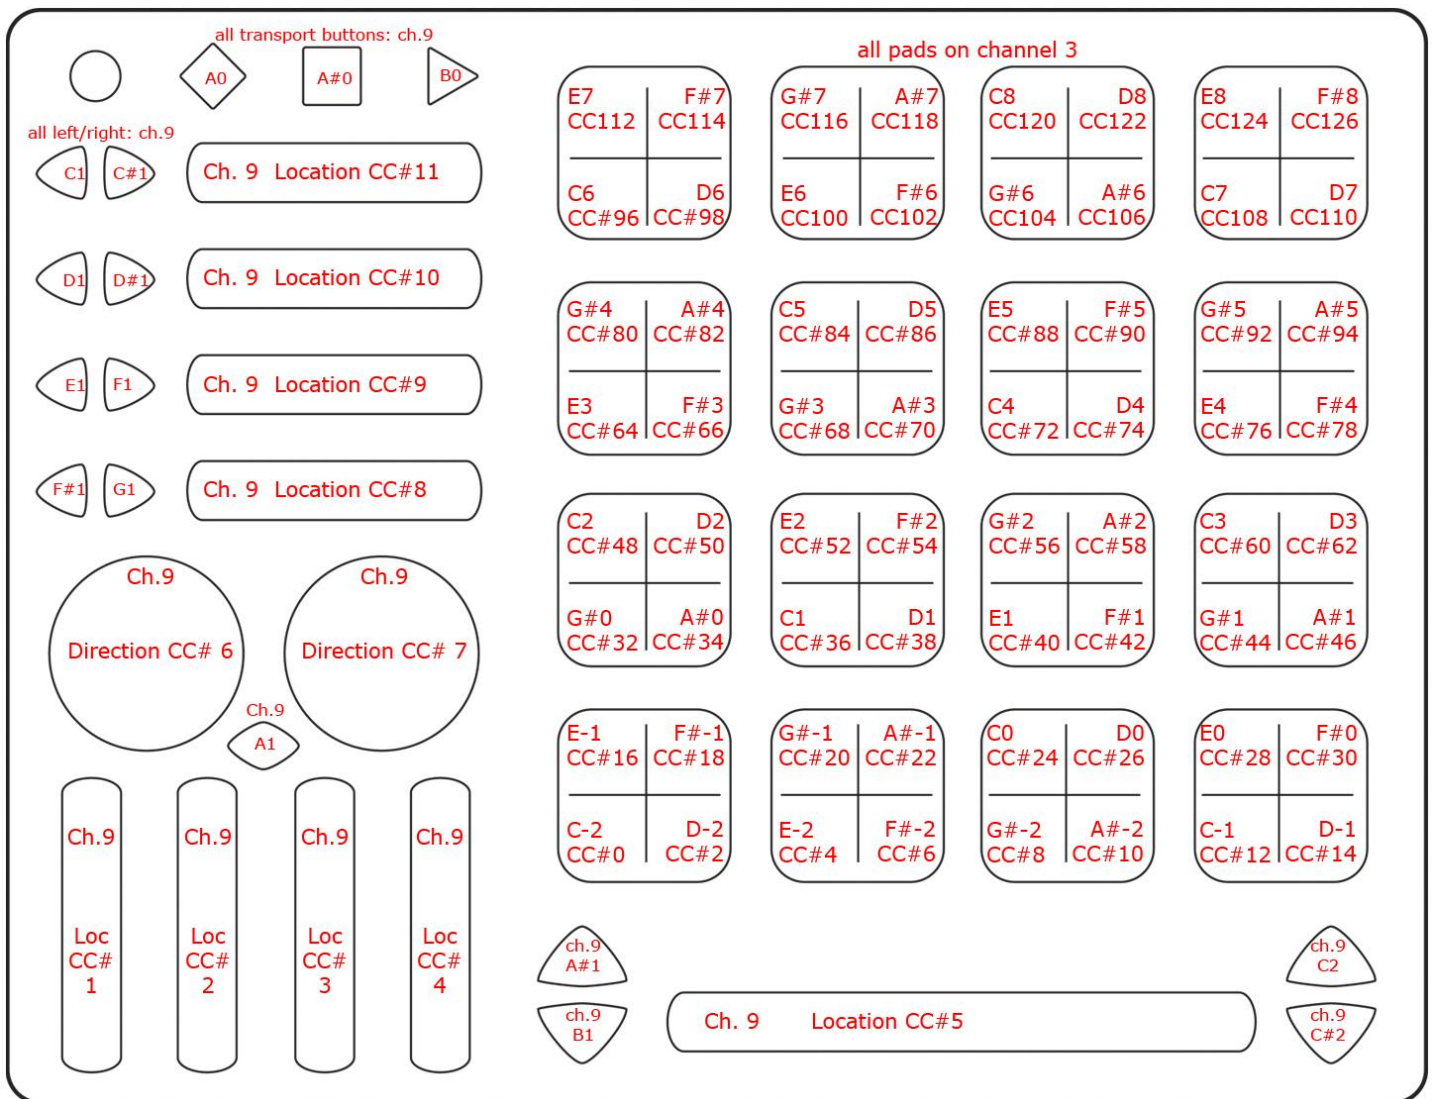 all transport buttons: ch.9
A0
A#0
B0
all left/right: ch.9
C1
C#1
Ch. 9 Location CC#11
D1
D#1
Ch. 9 Location CC#10
E1
F1
Ch. 9 Location CC#9
F#1
G1
Ch. 9 Location CC#8
Ch.9
Direction CC# 6
Ch.9
Direction CC# 7
Ch.9
A1
Ch.9
Loc
CC#
1
Ch.9
Loc
CC#
2
Ch.9
Loc
CC#
3
Ch.9
Loc
CC#
4
all pads on channel 3
E7 F#7 G#7 A#7 C8 D8 E8 F#8
CC112 CC114 CC116 CC118 CC120 CC122 CC124 CC126
C6 D6 E6 F#6 G#6 A#6 C7 D7
CC#96 CC#98 CC100 CC102 CC104 CC106 CC108 CC110
G#4 A#4 C5 D5 E5 F#5 G#5 A#5
CC#80 CC#82 CC#84 CC#86 CC#88 CC#90 CC#92 CC#94
E3 F#3 G#3 A#3 C4 D4 E4 F#4
CC#64 CC#66 CC#68 CC#70 CC#72 CC#74 CC#76 CC#78
C2 D2 E2 F#2 G#2 A#2 C3 D3
CC#48 CC#50 CC#52 CC#54 CC#56 CC#58 CC#60 CC#62
G#0 A#0 C1 D1 E1 F#1 G#1 A#1
CC#32 CC#34 CC#36 CC#38 CC#40 CC#42 CC#44 CC#46
E-1 F#-1 G#-1 A#-1 C0 D0 E0 F#0
CC#16 CC#18 CC#20 CC#22 CC#24 CC#26 CC#28 CC#30
C-2 D-2 E-2 F#-2 G#-2 A#-2 C-1 D-1
CC#0 CC#2 CC#4 CC#6 CC#8 CC#10 CC#12 CC#14
ch.9
A#1
ch.9
B1
Ch. 9 Location CC#5
ch.9
C2
ch.9
C#2